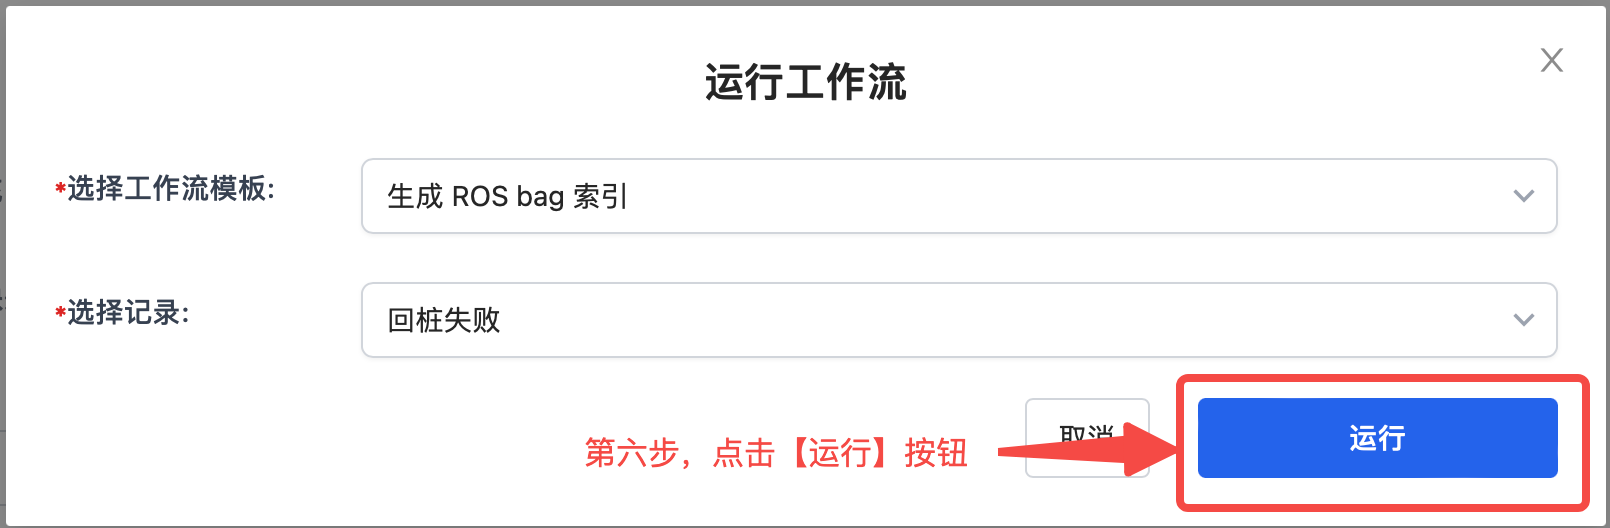 运行工作流
*选择工作流模板:
生成 ROS bag 索引
*选择记录:
回桩失败
取消
运行
第六步，点击【运行】按钮